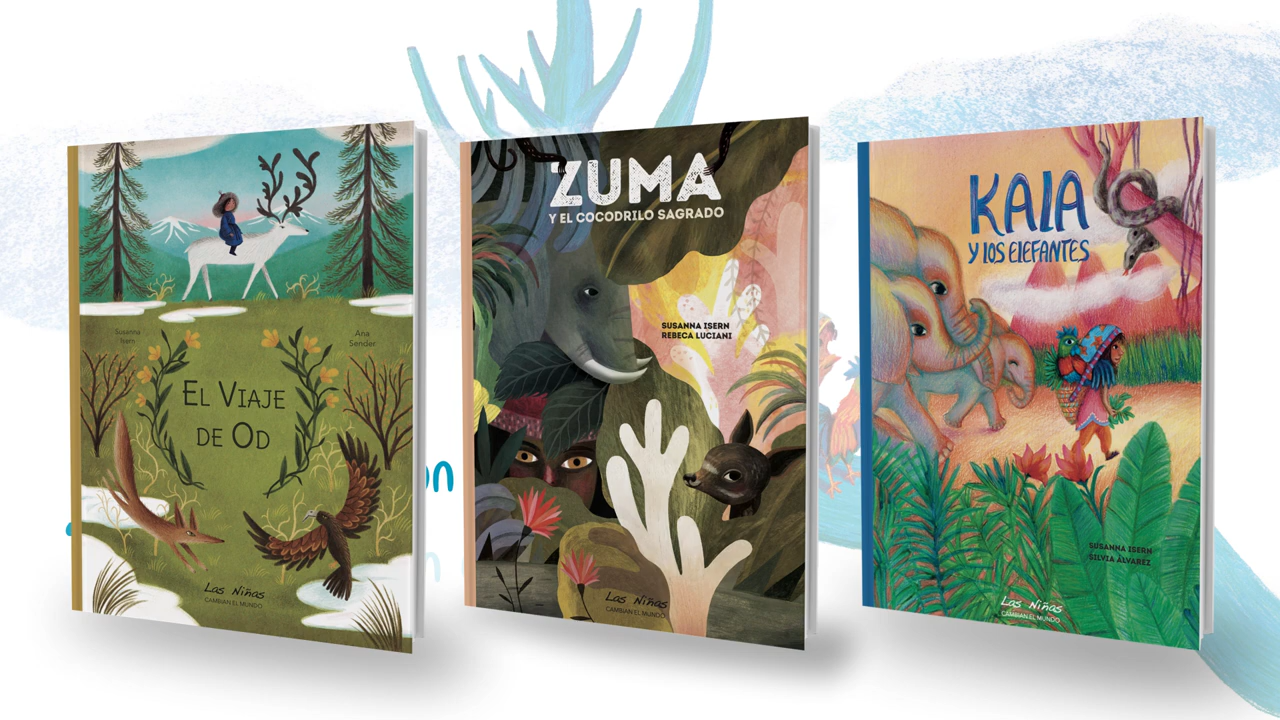 Susanna
Isern
Ana
Sender
El Viaje
de Od
Las Niñas
CAMBIAN EL MUNDO
ZUMA
Y EL COCODRILO SAGRADO
SUSANNA ISERN
REBECA LUCIANI
Las Niñas
CAMBIAN EL MUNDO
KALA
Y LOS ELEFANTES
SUSANNA ISERN
SILVIA ÁLVAREZ
Las Niñas
CAMBIAN EL MUNDO